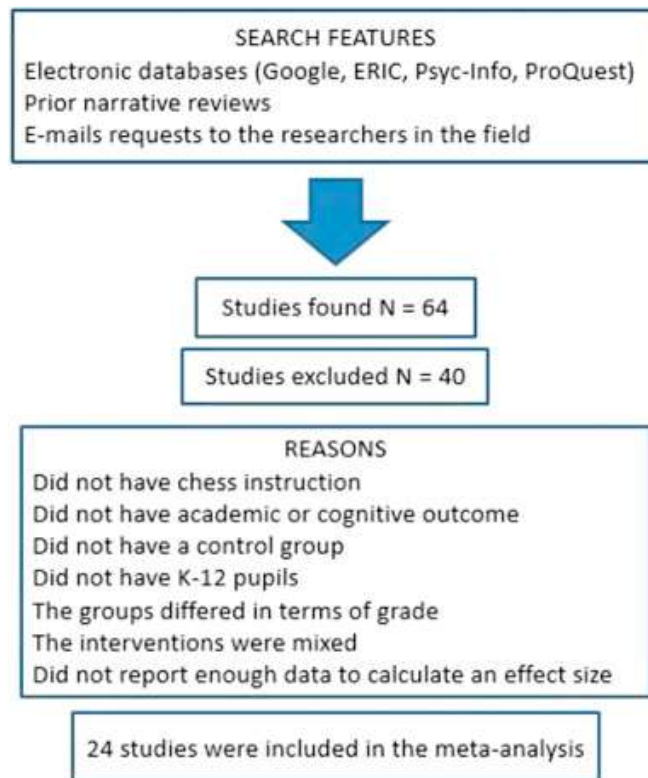 SEARCH FEATURES
Electronic databases (Google, ERIC, Psyc-Info, ProQuest)
Prior narrative reviews
E-mails requests to the researchers in the field
Studies found N = 64
Studies excluded N = 40
REASONS
Did not have chess instruction
Did not have academic or cognitive outcome
Did not have a control group
Did not have K-12 pupils
The groups differed in terms of grade
The interventions were mixed
Did not report enough data to calculate an effect size
24 studies were included in the meta-analysis